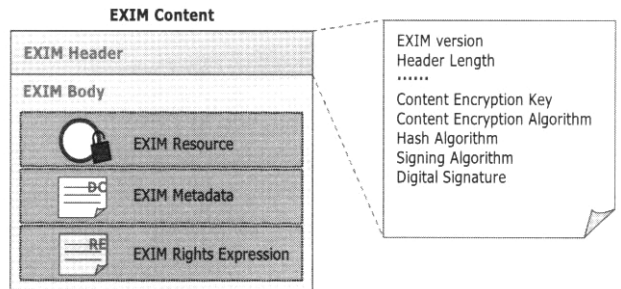 EXIM Content
EXIM Header
EXIM Body
EXIM Resource
DC
EXIM Metadata
RE
EXIM Rights Expression
EXIM version
Header Length
......
Content Encryption Key
Content Encryption Algorithm
Hash Algorithm
Signing Algorithm
Digital Signature